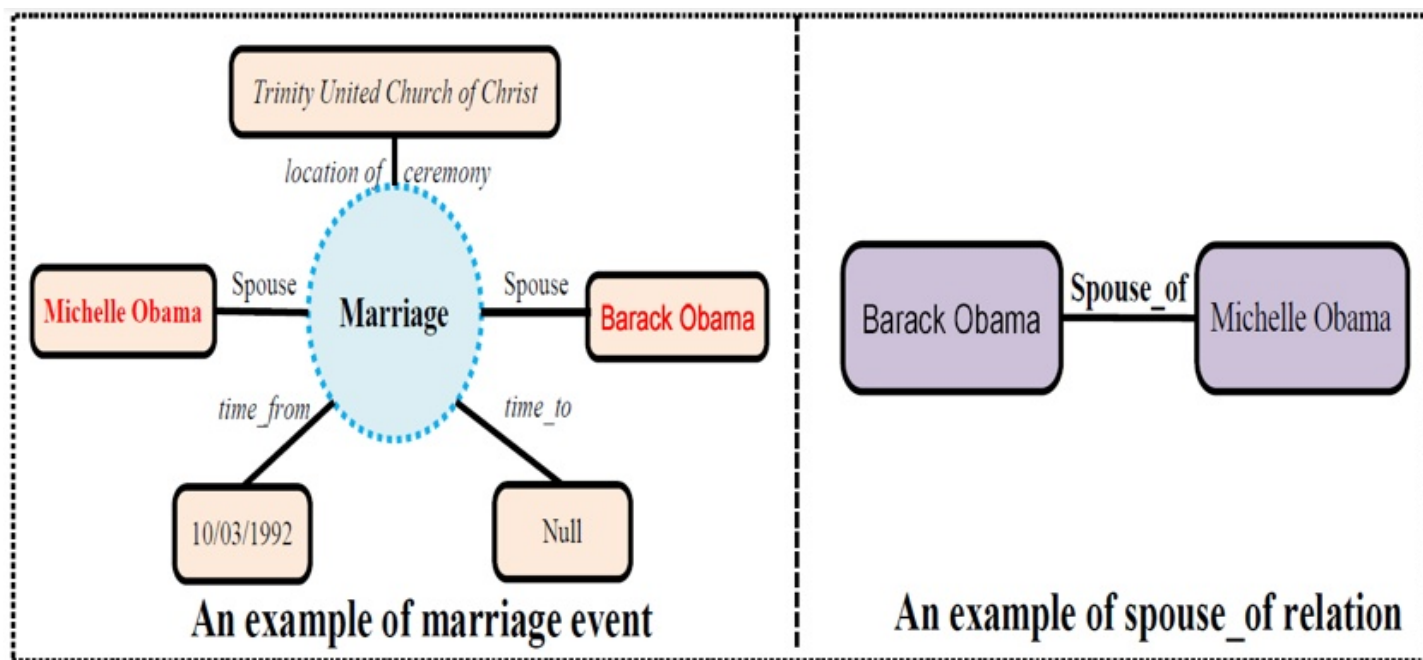 Trinity United Church of Christ
location of ceremony
Michelle Obama
Spouse
Marriage
Spouse
Barack Obama
time_from
time_to
10/03/1992
Null
An example of marriage event
Barack Obama
Spouse_of
Michelle Obama
An example of spouse_of relation